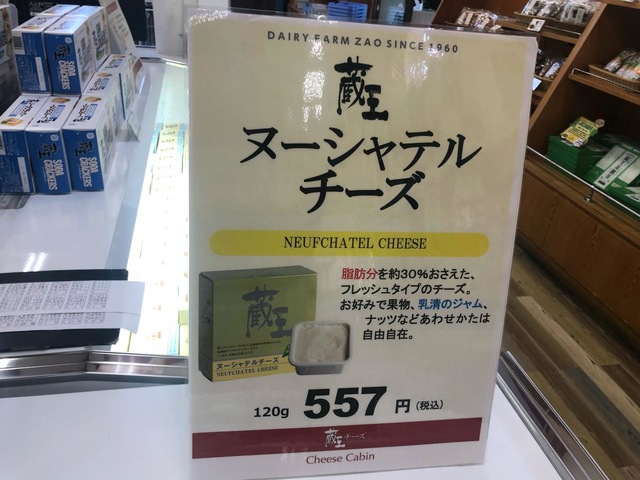 DAIRY FARM ZAO SINCE 1960
蔵王
ヌーシャテル
チーズ
NEUFCHATEL CHEESE
脂肪分を約30%おさえた、
フレッシュタイプのチーズ。
お好みで果物、乳清のジャム、
ナッツなどあわせかたは
自由自在。
蔵王
ヌーシャテルチーズ
NEUFCHATEL CHEESE
120g 557円(税込)
蔵王チーズ
Cheese Cabin
SODA CRACKERS
SODA CRACKERS